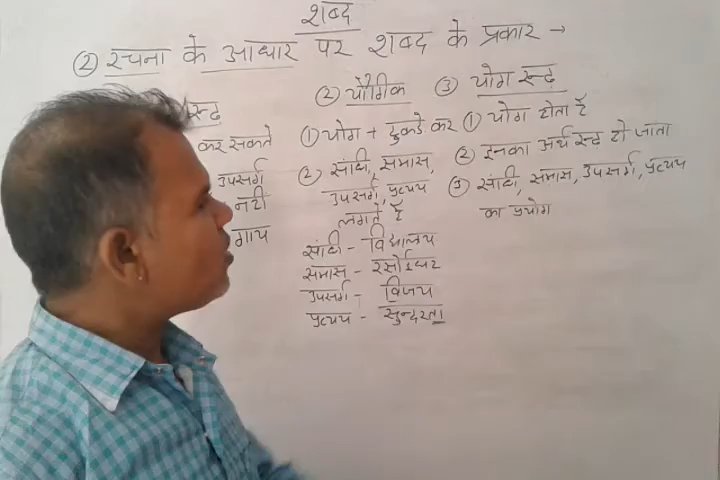 शब्द
② रचना के आधार पर शब्द के प्रकार →
रूढ़
कर सकते
उपसर्ग
नही
गाय
② यौगिक
① योग + टुकडे कर
② संधी, समास,
उपसर्ग, प्रत्यय
लगते हैं
संधी - विद्यालय
समास - रसोईघर
उपसर्ग - विजय
प्रत्यय - सुन्दरता
③ योग रूढ़
① योग होता हैं
② इनका अर्थ रूढ़ हो जाता
③ संधी, समास, उपसर्ग, प्रत्यय
का प्रयोग